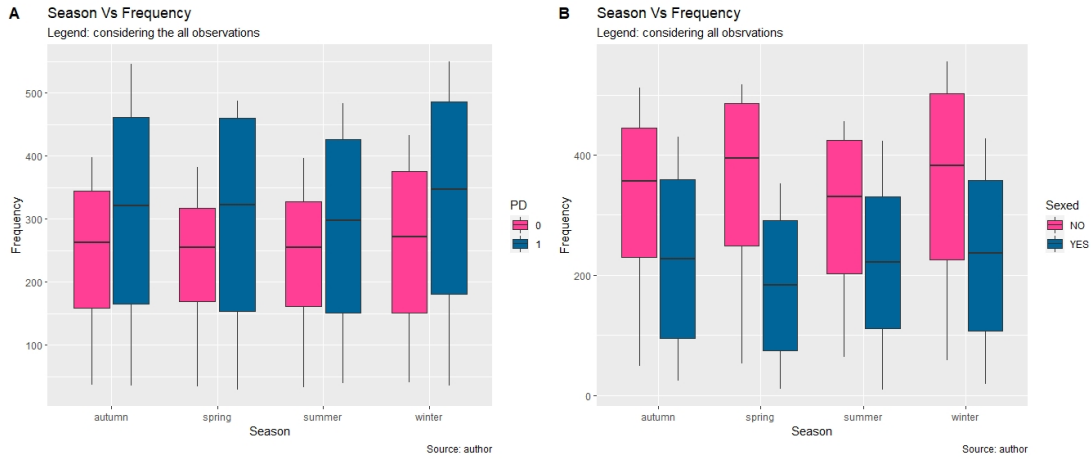 A
Season Vs Frequency
Legend: considering the all observations
500
400
300
200
100
Frequency
autumn
spring
summer
winter
Season
PD
0
1
Source: author
B
Season Vs Frequency
Legend: considering all obsrvations
400
200
0
Frequency
autumn
spring
summer
winter
Season
Sexed
NO
YES
Source: author